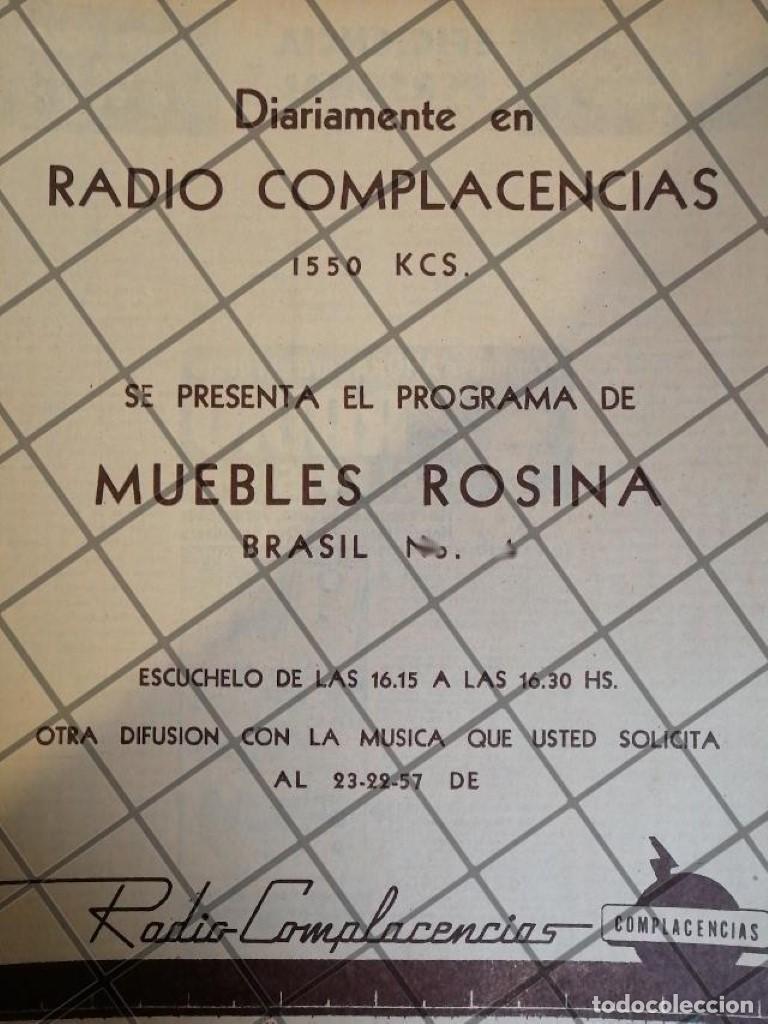 Diariamente en
RADIO COMPLACENCIAS
1550 KCS.
SE PRESENTA EL PROGRAMA DE
MUEBLES ROSINA
BRASIL No.
ESCUCHELO DE LAS 16.15 A LAS 16.30 HS.
OTRA DIFUSION CON LA MUSICA QUE USTED SOLICITA
AL 23-22-57 DE
Radio Complacencias
COMPLACENCIAS
todocoleccion